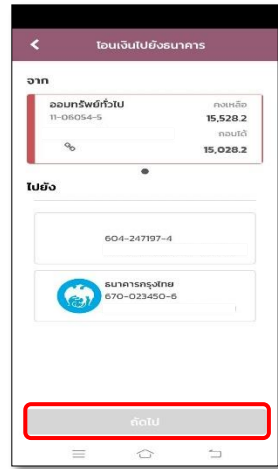 โอนเงินไปยังธนาคาร
จาก
ออมทรัพย์ทั่วไป คงเหลือ
11-06054-5 15,528.2
ถอนได้
15,028.2
ไปยัง
604-247197-4
ธนาคารกรุงไทย
670-023450-6
ถัดไป